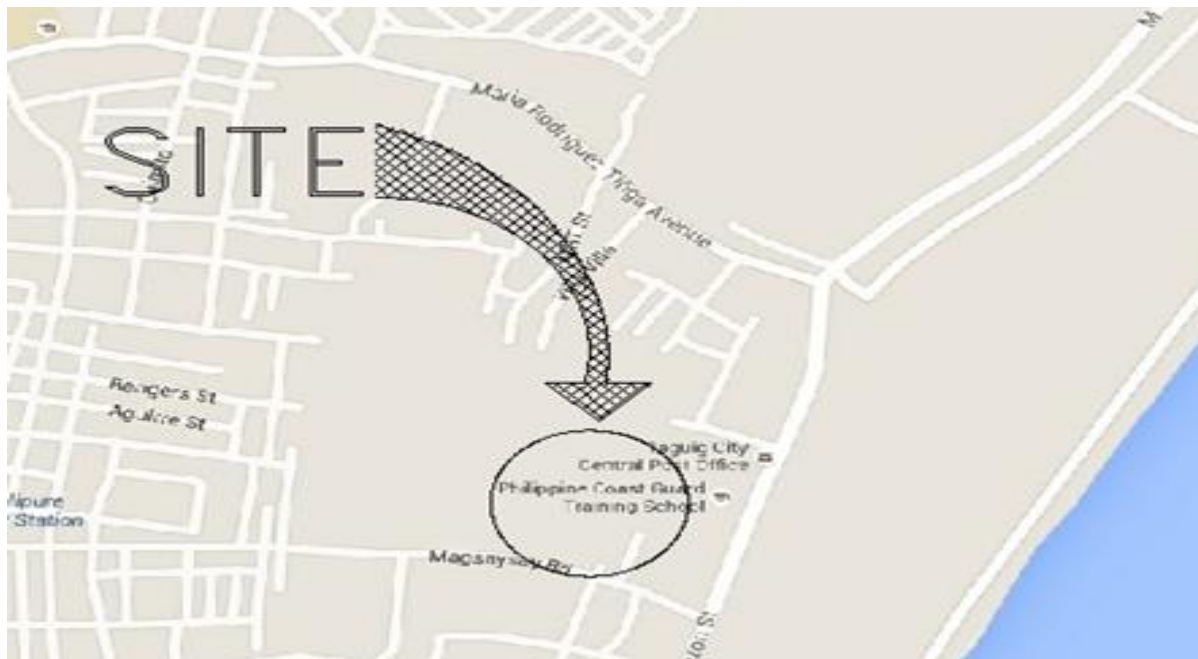 M
SITE
Maria Rodriguez Tinga Avenue
Reagers St
Aguilre St
Taguig City
Central Post Office
Philippine Coast Guard
Training School
Station
Magsaysay Rd